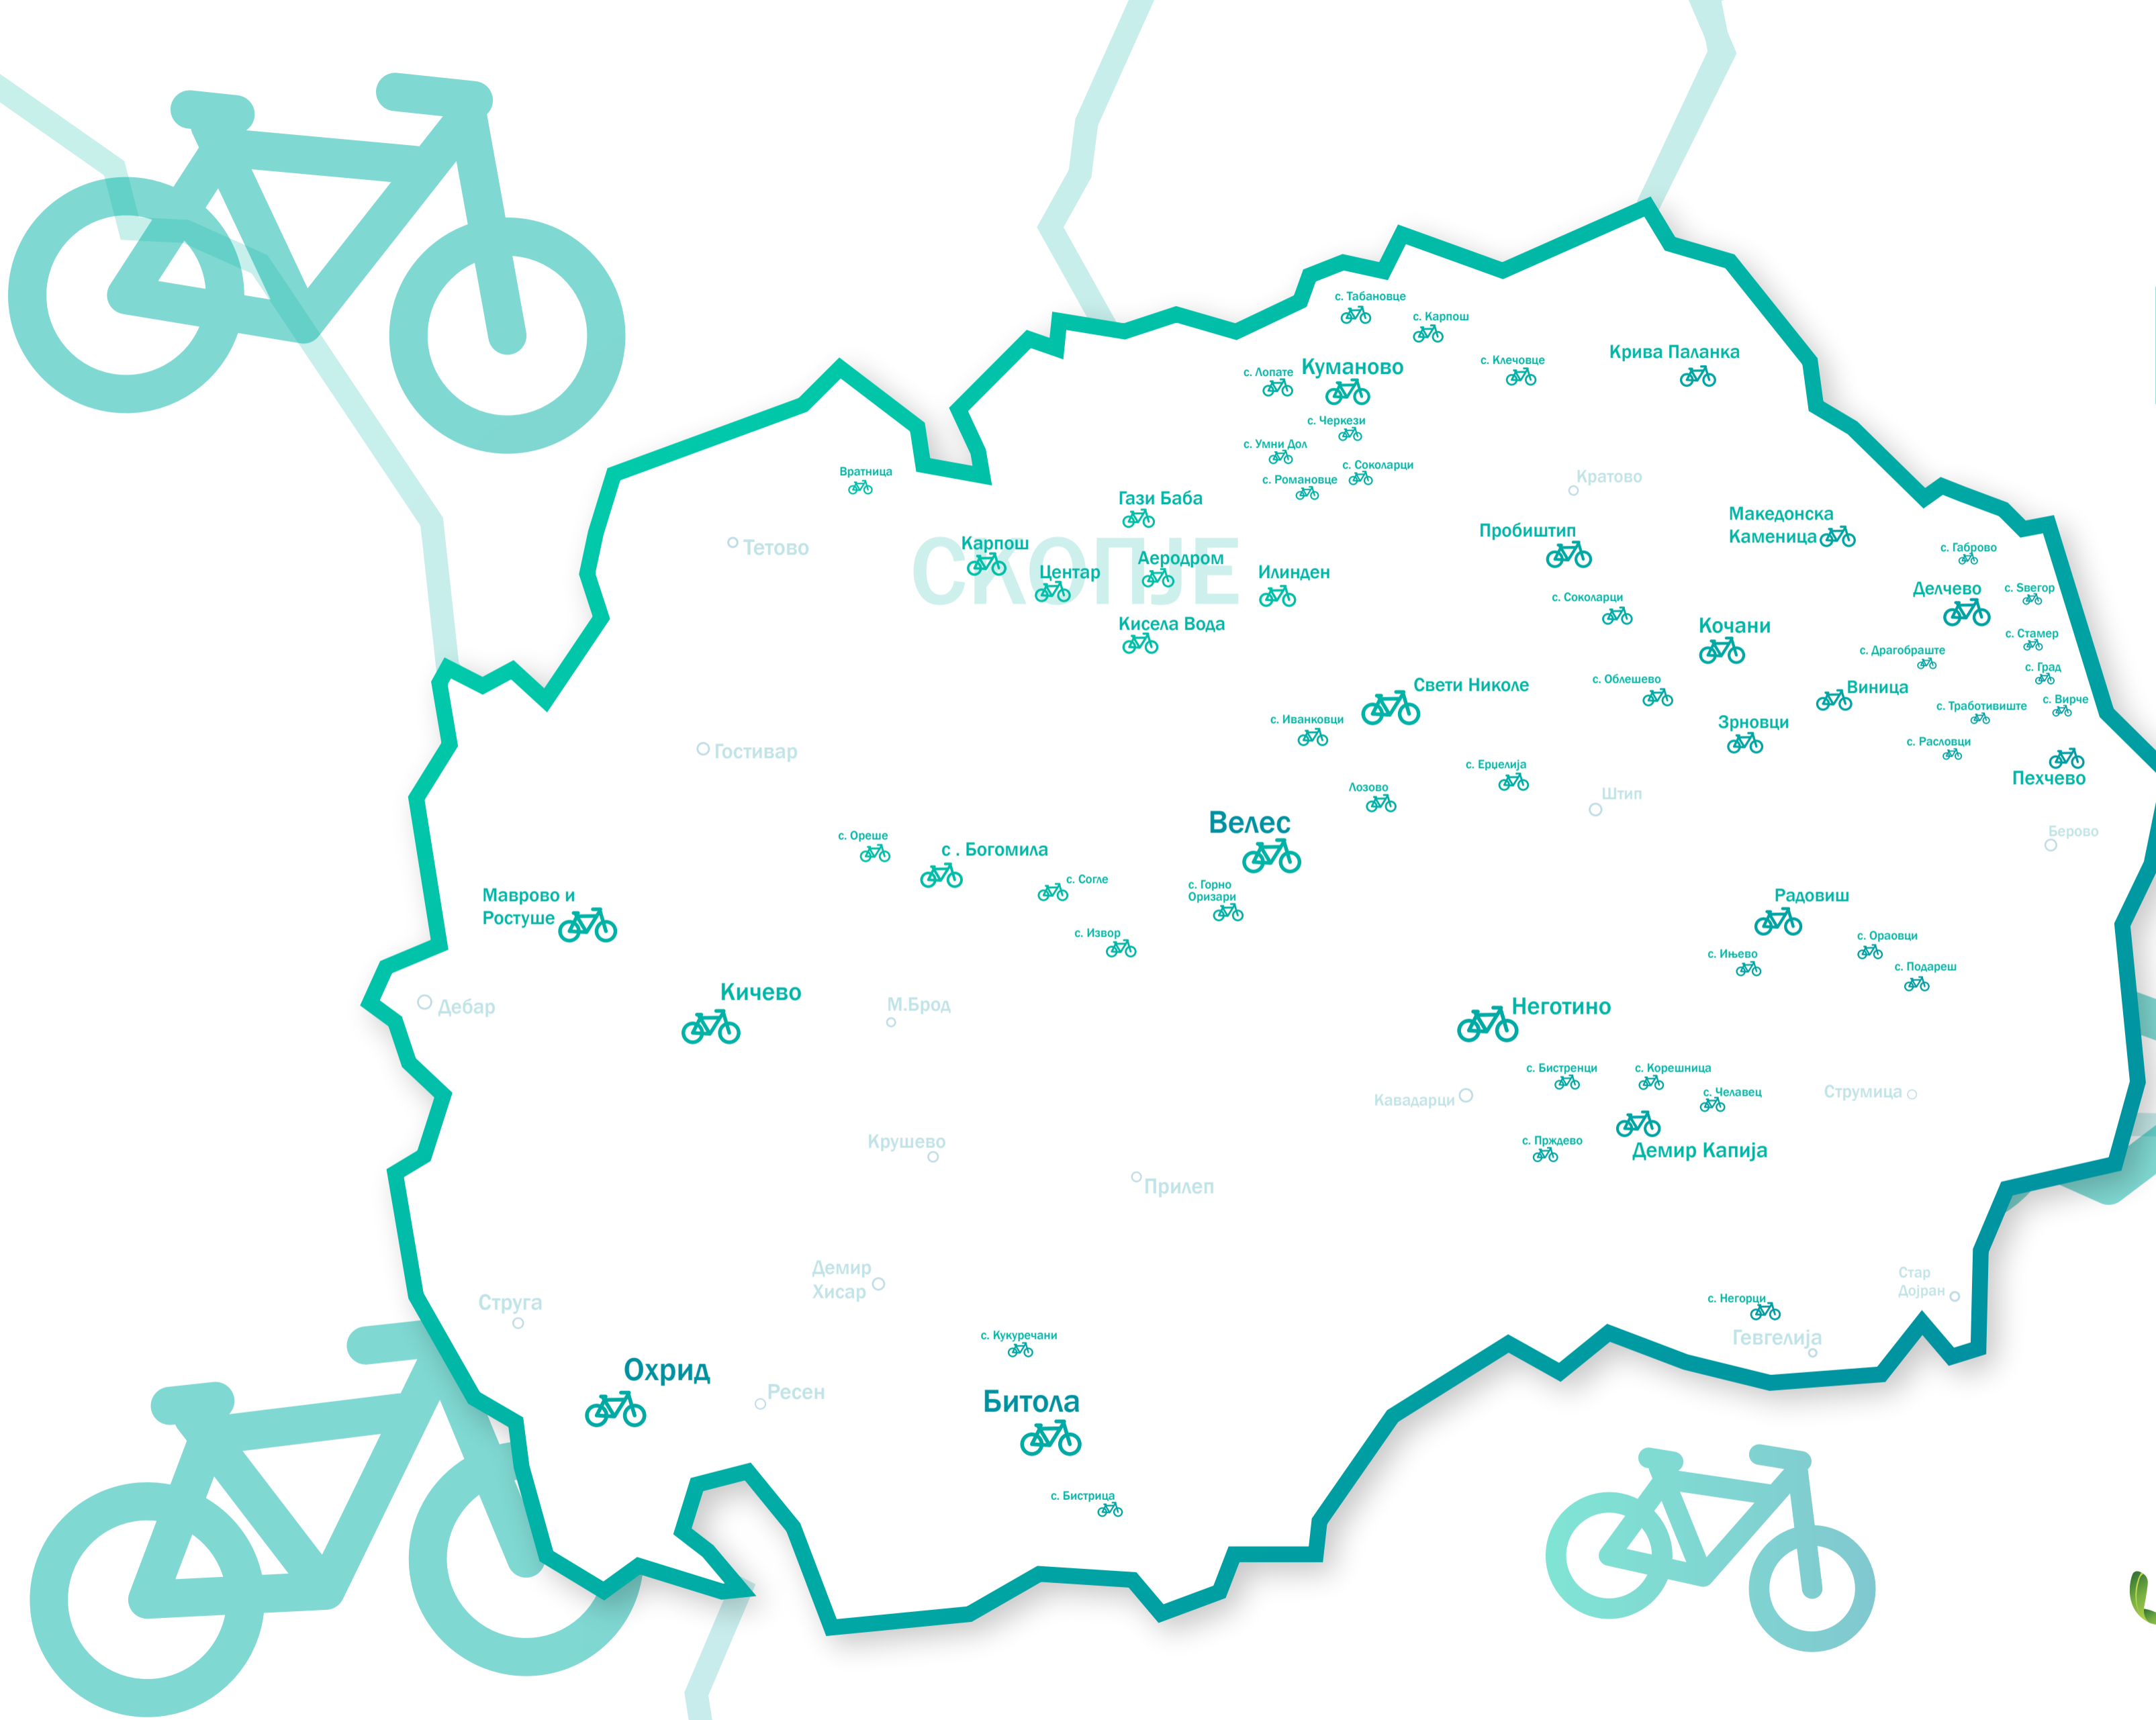 с. Табановце
с. Карпош
Крива Паланка
с. Клечовце
Куманово
с. Лопате
с. Черкези
с. Умни Дол
с. Соколарци
с. Романовце
Вратница
Кратово
Гази Баба
Македонска
Каменица
Пробиштип
СКОПЈЕ
Карпош
Тетово
с. Габрово
Аеродром
Центар
Илинден
Делчево
с. Ѕвегор
с. Соколарци
Кисела Вода
Кочани
с. Стамер
с. Драгобраште
с. Град
с. Облешево
Свети Николе
Виница
с. Вирче
с. Тработивиште
с. Иванковци
Зрновци
с. Расловци
Гостивар
с. Ерџелија
Пехчево
Лозово
Штип
Велес
Берово
с. Ореше
с . Богомила
с. Согле
с. Горно
Оризари
Маврово и
Ростуше
Радовиш
с. Извор
с. Ораовци
с. Ињево
с. Подареш
Кичево
М.Брод
Дебар
Неготино
с. Бистренци
с. Корешница
с. Челавец
Струмица
Кавадарци
с. Прждево
Демир Капија
Крушево
Прилеп
Демир
Хисар
Стар
Дојран
с. Негорци
Струга
Гевгелија
с. Кукуречани
Охрид
Ресен
Битола
с. Бистрица